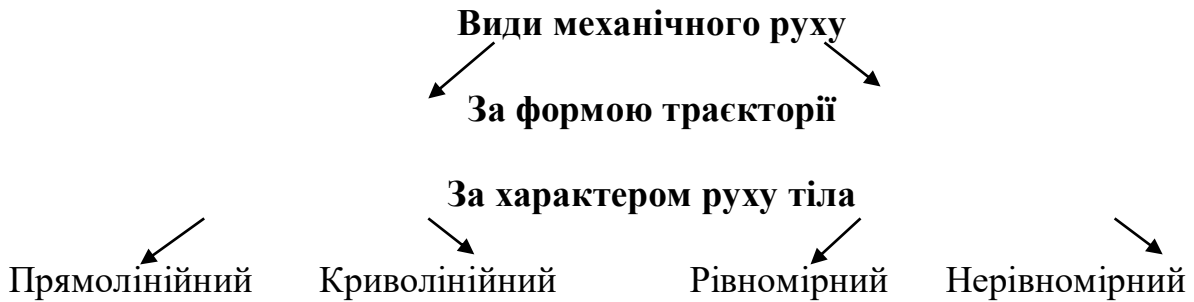 Види механічного руху
За формою траєкторії
За характером руху тіла
Прямолінійний Криволінійний Рівномірний Нерівномірний